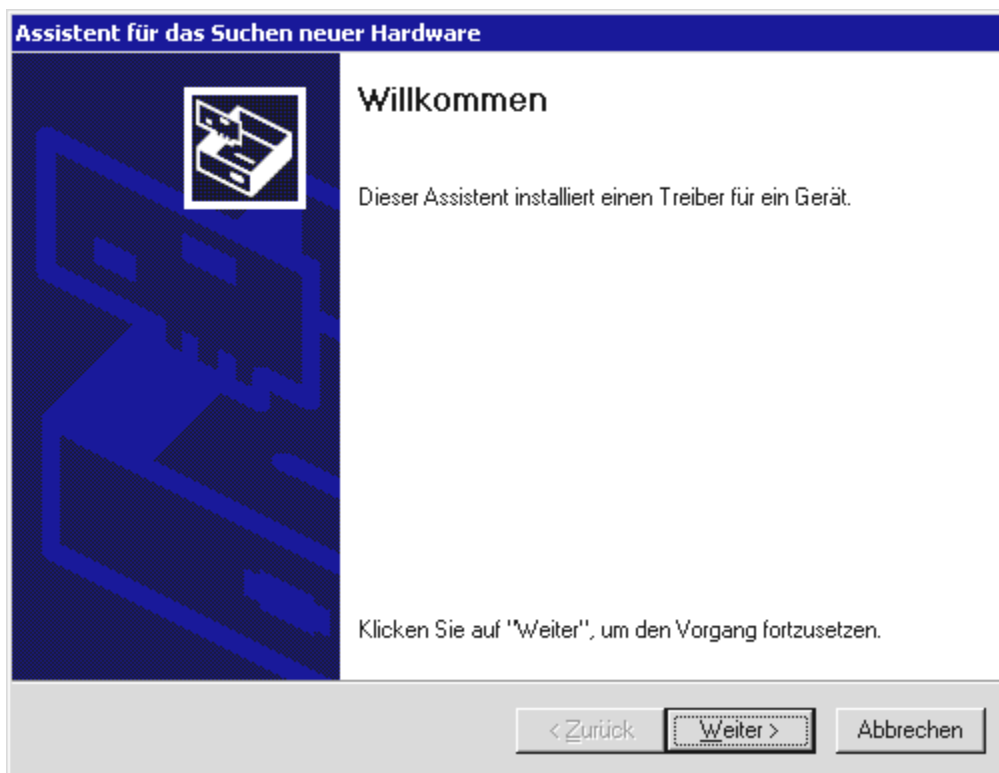 Assistent für das Suchen neuer Hardware
Willkommen
Dieser Assistent installiert einen Treiber für ein Gerät.
Klicken Sie auf "Weiter", um den Vorgang fortzusetzen.
< Zurück
Weiter >
Abbrechen